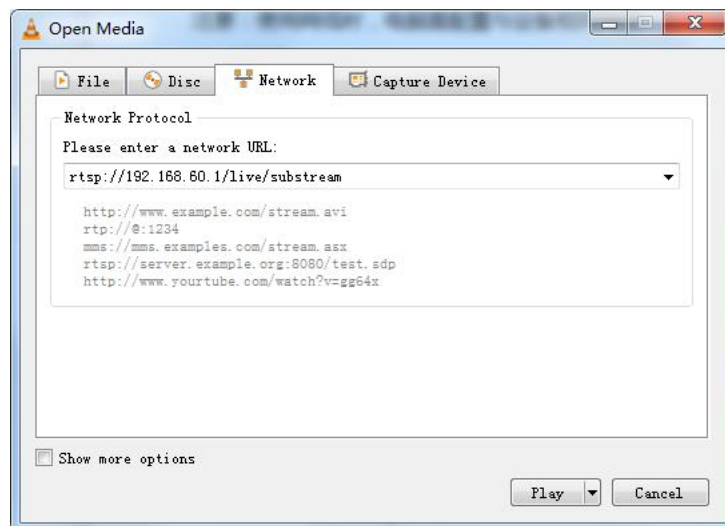 Open Media
File
Disc
Network
Capture Device
Network Protocol
Please enter a network URL:
rtsp://192.168.60.1/live/substream
http://www.example.com/stream.avi
rtp://@:1234
mms://mms.examples.com/stream.asx
rtsp://server.example.org:8080/test.sdp
http://www.yourtube.com/watch?v=gg64x
Show more options
Play
Cancel